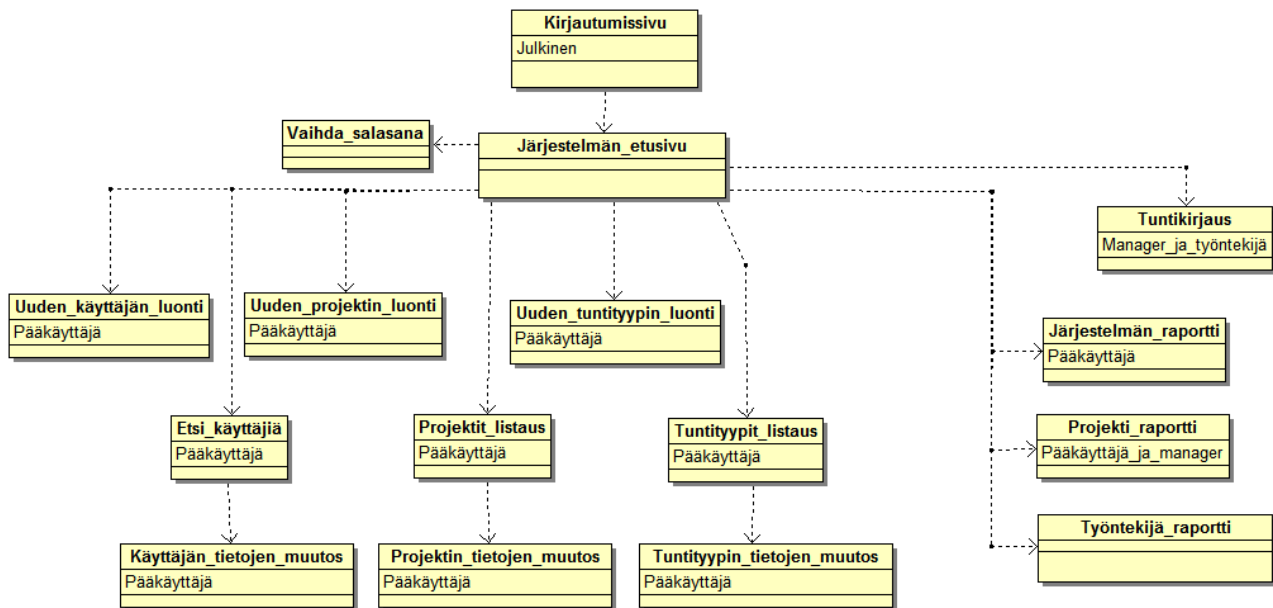 Kirjautumissivu
Julkinen
Vaihda_salasana
Järjestelmän_etusivu
Tuntikirjaus
Manager_ja_työntekijä
Uuden_käyttäjän_luonti
Pääkäyttäjä
Uuden_projektin_luonti
Pääkäyttäjä
Uuden_tuntityypin_luonti
Pääkäyttäjä
Järjestelmän_raportti
Pääkäyttäjä
Etsi_käyttäjiä
Pääkäyttäjä
Projektit_listaus
Pääkäyttäjä
Tuntityypit_listaus
Pääkäyttäjä
Projekti_raportti
Pääkäyttäjä_ja_manager
Työntekijä_raportti
Käyttäjän_tietojen_muutos
Pääkäyttäjä
Projektin_tietojen_muutos
Pääkäyttäjä
Tuntityypin_tietojen_muutos
Pääkäyttäjä